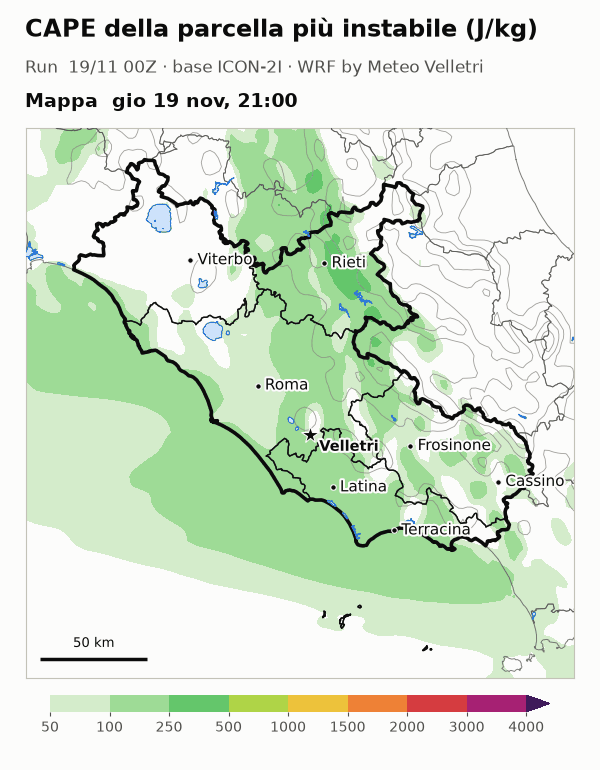 CAPE della parcella più instabile (J/kg)
Run  19/11 00Z · base ICON-2I · WRF by Meteo Velletri
Mappa  gio 19 nov, 21:00
Viterbo
Rieti
Roma
Velletri
Frosinone
Cassino
Latina
Terracina
50 km
50 100 250 500 1000 1500 2000 3000 4000